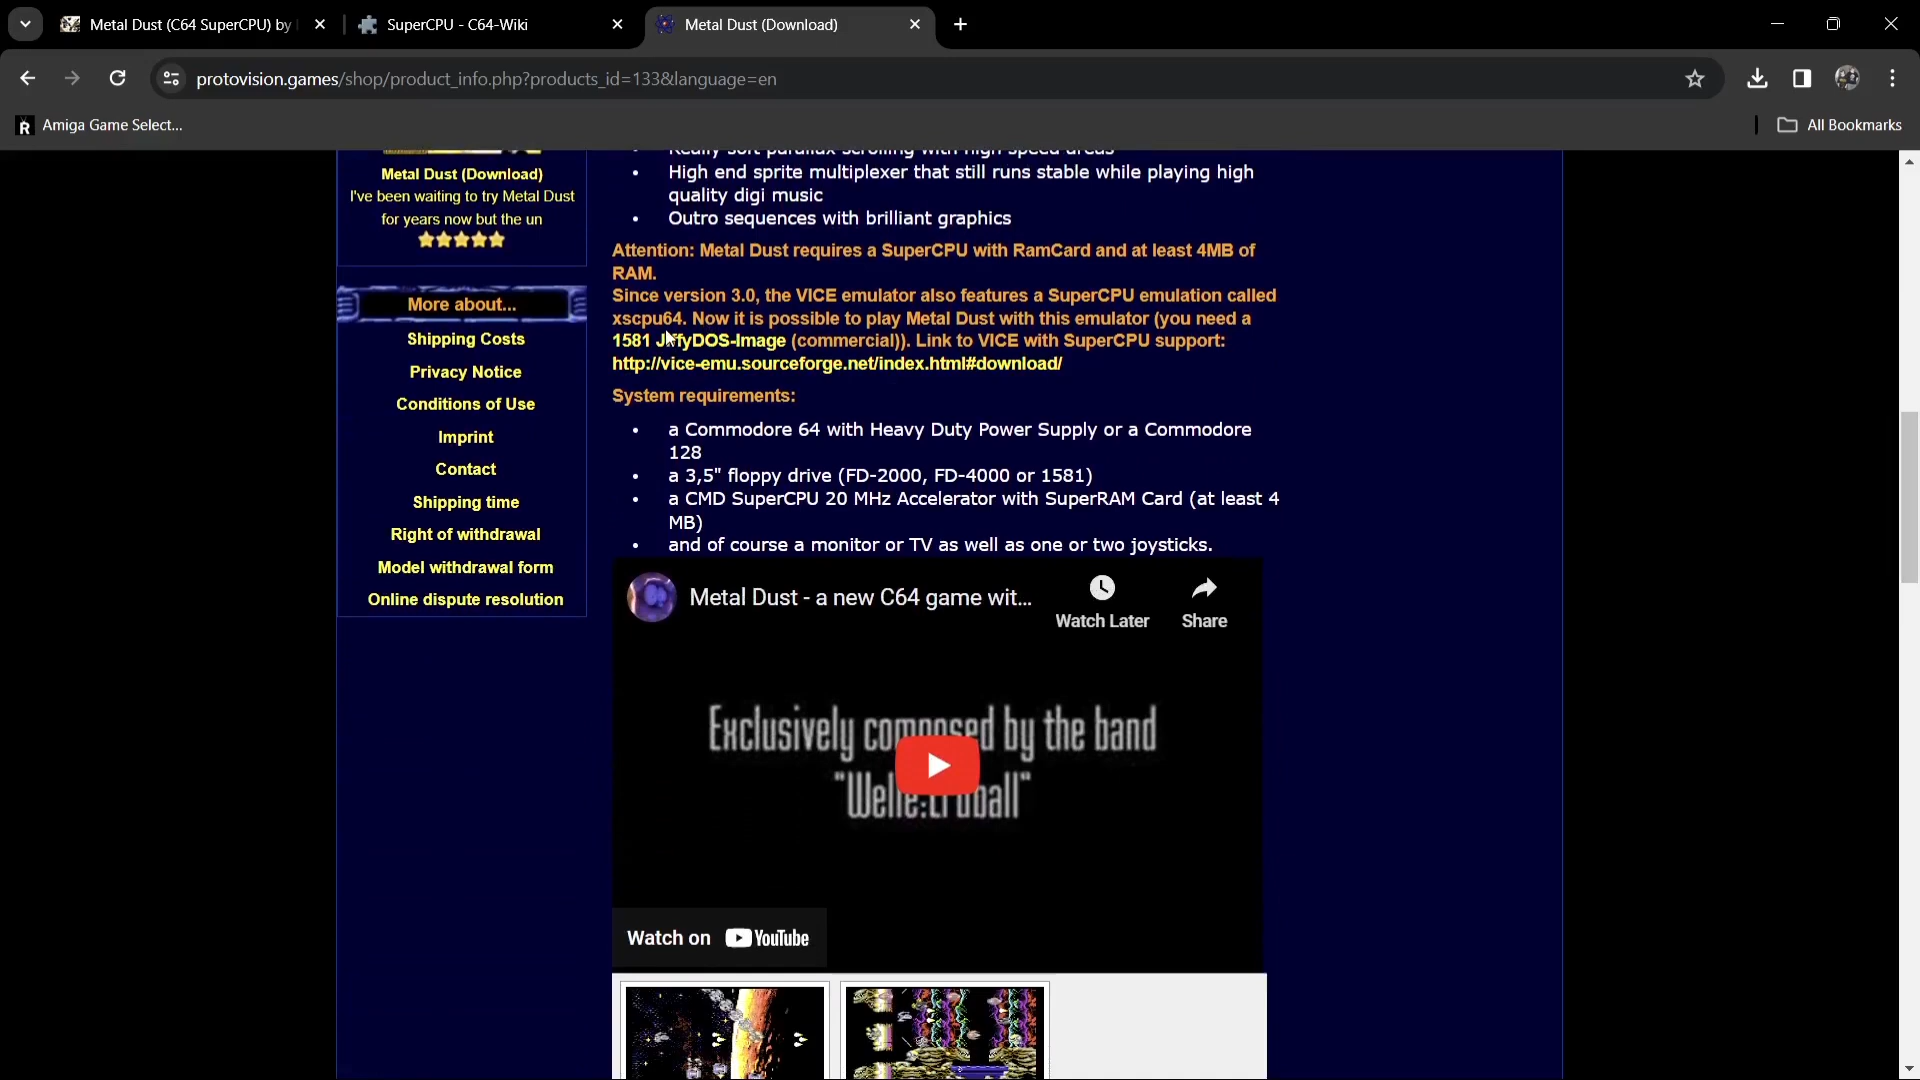 Metal Dust (C64 SuperCPU) by
SuperCPU - C64-Wiki
Metal Dust (Download)
protovision.games/shop/product_info.php?products_id=133&language=en
Amiga Game Select...
All Bookmarks
Metal Dust (Download)
I've been waiting to try Metal Dust
for years now but the un
More about...
Shipping Costs
Privacy Notice
Conditions of Use
Imprint
Contact
Shipping time
Right of withdrawal
Model withdrawal form
Online dispute resolution
• Really soft parallax scrolling with high speed areas
• High end sprite multiplexer that still runs stable while playing high
quality digi music
• Outro sequences with brilliant graphics
Attention: Metal Dust requires a SuperCPU with RamCard and at least 4MB of
RAM.
Since version 3.0, the VICE emulator also features a SuperCPU emulation called
xscpu64. Now it is possible to play Metal Dust with this emulator (you need a
1581 JiffyDOS-Image (commercial)). Link to VICE with SuperCPU support:
http://vice-emu.sourceforge.net/index.html#download/
System requirements:
• a Commodore 64 with Heavy Duty Power Supply or a Commodore
128
• a 3,5" floppy drive (FD-2000, FD-4000 or 1581)
• a CMD SuperCPU 20 MHz Accelerator with SuperRAM Card (at least 4
MB)
• and of course a monitor or TV as well as one or two joysticks.
Metal Dust - a new C64 game wit...
Watch Later
Share
Exclusively composed by the band
"Welle:Erdball"
Watch on YouTube